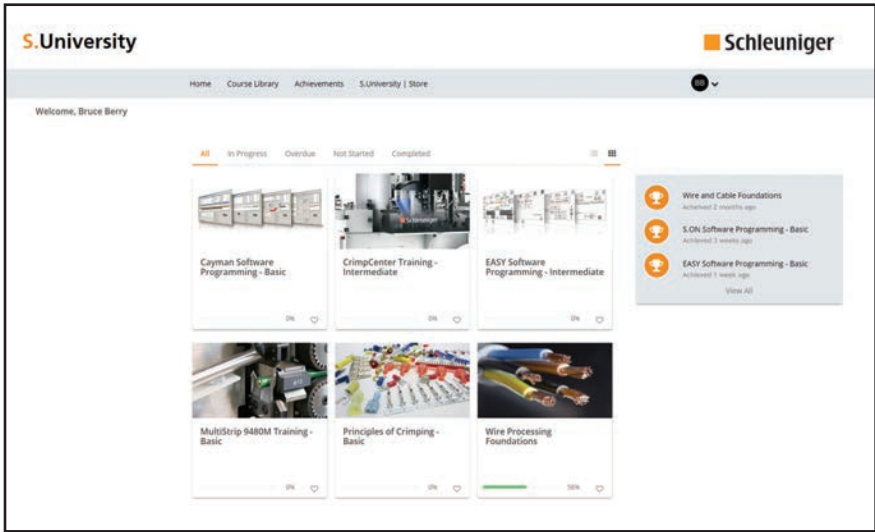 S.University
Schleuniger
Home Course Library Achievements S.University | Store
BB
Welcome, Bruce Berry
All In Progress Overdue Not Started Completed
Schleuniger
Cayman Software
Programming - Basic
0%
CrimpCenter Training -
Intermediate
0%
EASY Software
Programming - Intermediate
0%
Wire and Cable Foundations
Achieved 2 months ago
S.ON Software Programming - Basic
Achieved 3 weeks ago
EASY Software Programming - Basic
Achieved 1 week ago
View All
MultiStrip 9480M Training -
Basic
0%
Principles of Crimping -
Basic
0%
Wire Processing
Foundations
56%